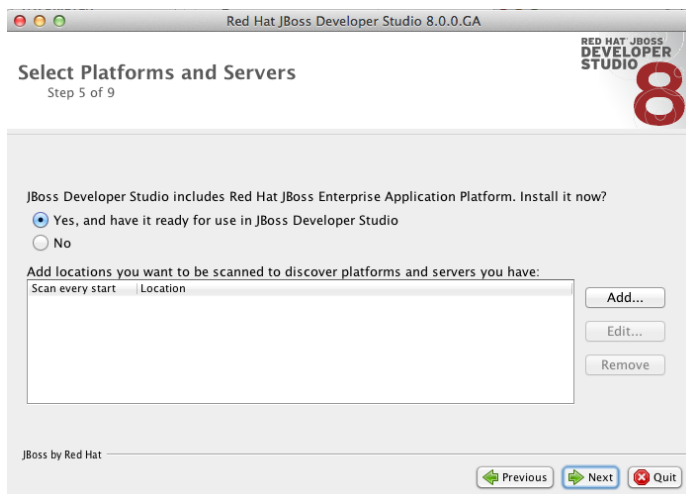 Red Hat JBoss Developer Studio 8.0.0.GA
Select Platforms and Servers
Step 5 of 9
RED HAT JBOSS
DEVELOPER
STUDIO
8
JBoss Developer Studio includes Red Hat JBoss Enterprise Application Platform. Install it now?
Yes, and have it ready for use in JBoss Developer Studio
No
Add locations you want to be scanned to discover platforms and servers you have:
Scan every start Location
Add...
Edit...
Remove
JBoss by Red Hat
Previous Next Quit